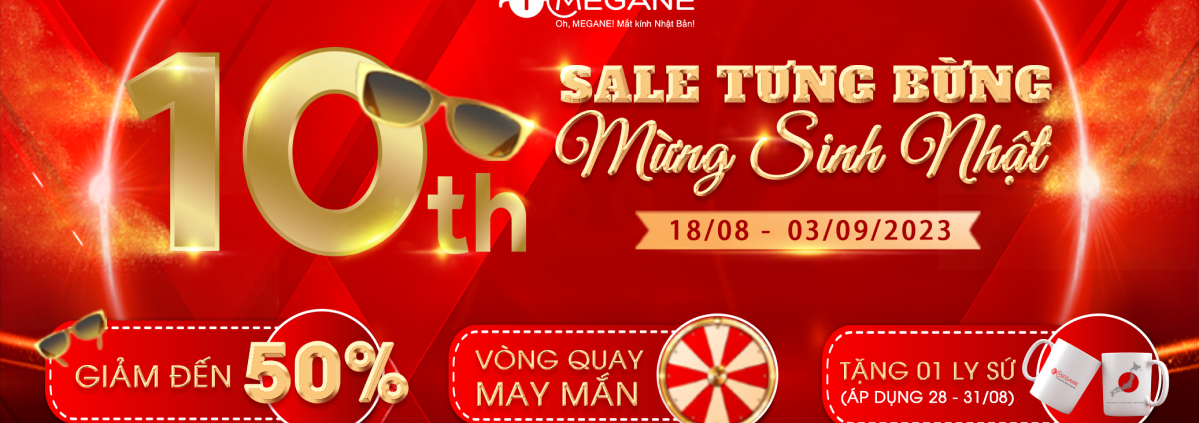 MEGANE
Oh, MEGANE! Mắt kính Nhật Bản!
10th
SALE TƯNG BỪNG
Mừng Sinh Nhật
18/08 - 03/09/2023
GIẢM ĐẾN 50%
VÒNG QUAY
MAY MẮN
TẶNG 01 LY SỨ
(ÁP DỤNG 28 - 31/08)
MEGANE